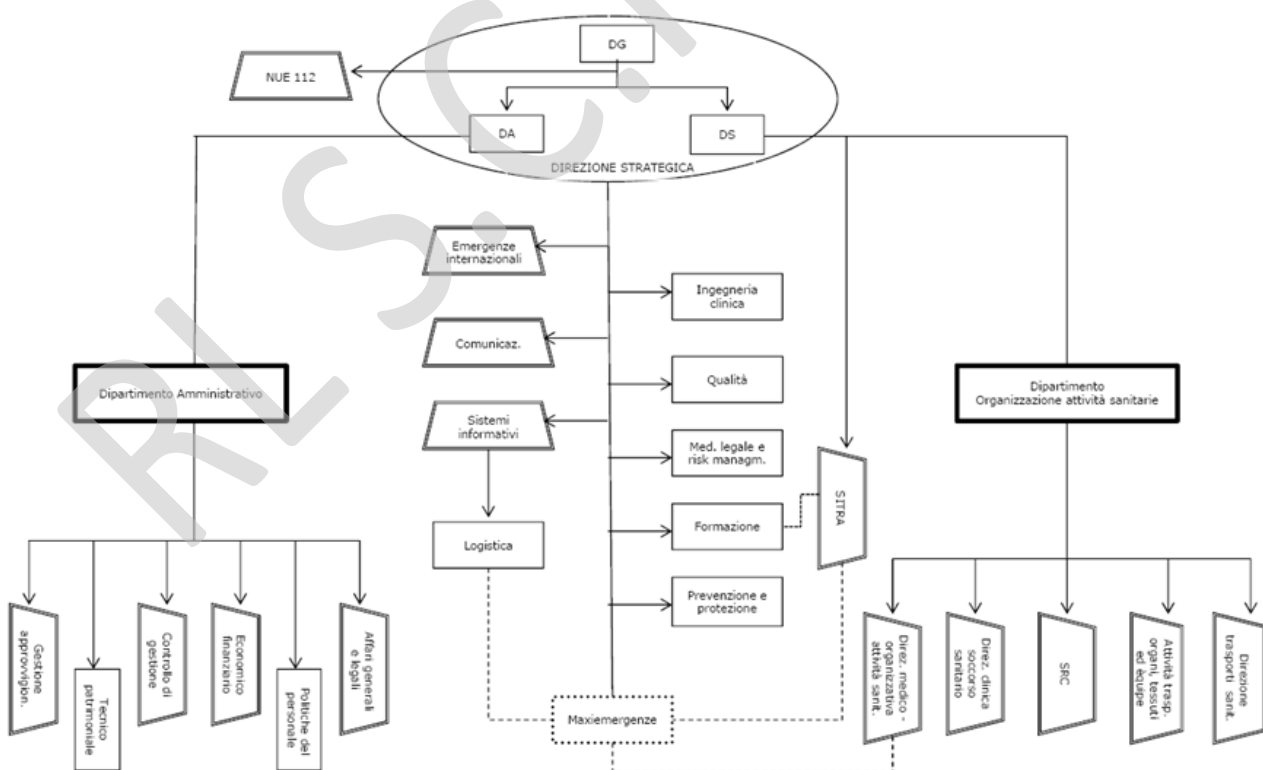 DG
NUE 112
DA
DS
DIREZIONE STRATEGICA
Emergenze
internazionali
Ingegneria
clinica
Comunicaz.
Qualità
Dipartimento Amministrativo
Dipartimento
Organizzazione attività sanitarie
Sistemi
informativi
Med. legale e
risk managm.
SITRA
Formazione
Logistica
Prevenzione e
protezione
Gestione
approvvigion.
Tecnico
patrimoniale
Controllo di
gestione
Economico
finanziario
Politiche del
personale
Affari generali
e legali
Maxiemergenze
Direz. medico -
organizzativa
attività sanit.
Direz. clinica
soccorso
sanitario
SRC
Attività trasp.
organi, tessuti
ed èquipe
Direzione
trasporti sanit.